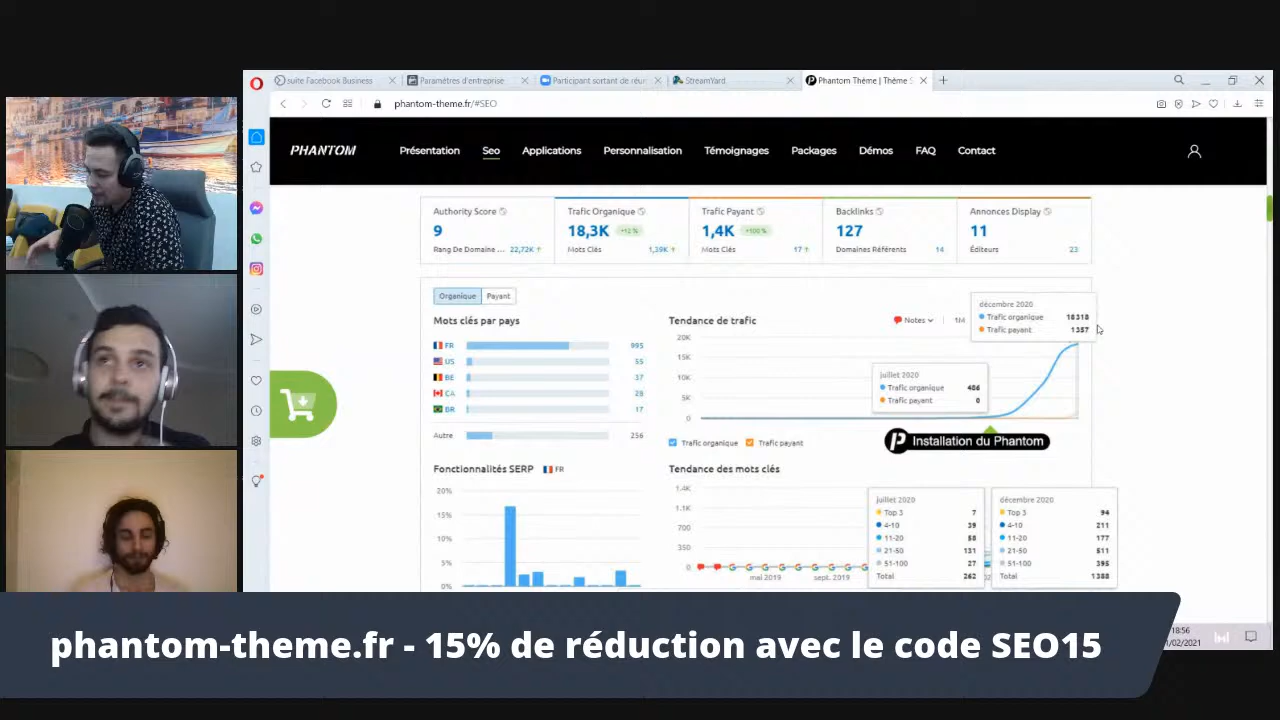 suite Facebook Business
Paramètres d'entreprise
Participant sortant de réun
StreamYard
Phantom Thème | Thème S
phantom-theme.fr/#SEO
PHANTOM
Présentation
Seo
Applications
Personnalisation
Témoignages
Packages
Démos
FAQ
Contact
Authority Score
9
Rang De Domaine ... 22,72K ↑
Trafic Organique
18,3K +12 %
Mots Clés 1,39K ↑
Trafic Payant
1,4K +100 %
Mots Clés 17 ↑
Backlinks
127
Domaines Référents 14
Annonces Display
11
Éditeurs 23
Organique Payant
Mots clés par pays
FR 995
US 55
BE 37
CA 28
BR 17
Autre 256
Tendance de trafic
Notes
1M
20K
15K
10K
5K
0
décembre 2020
Trafic organique 18318
Trafic payant 1357
juillet 2020
Trafic organique 486
Trafic payant 0
Installation du Phantom
Trafic organique Trafic payant
Fonctionnalités SERP FR
20%
15%
10%
5%
0%
Tendance des mots clés
1.4K
1.1K
700
350
0
mai 2019 sept. 2019
juillet 2020
Top 3 7
4-10 39
11-20 58
21-50 131
51-100 27
Total 262
décembre 2020
Top 3 94
4-10 211
11-20 177
21-50 511
51-100 395
Total 1388
18:56
/02/2021
phantom-theme.fr - 15% de réduction avec le code SEO15